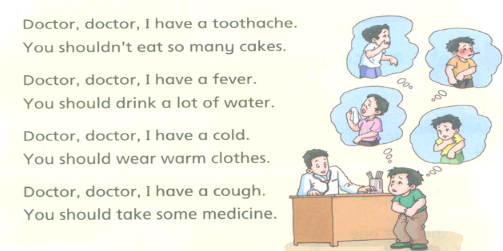 Doctor, doctor, I have a toothache.
You shouldn't eat so many cakes.
Doctor, doctor, I have a fever.
You should drink a lot of water.
Doctor, doctor, I have a cold.
You should wear warm clothes.
Doctor, doctor, I have a cough.
You should take some medicine.